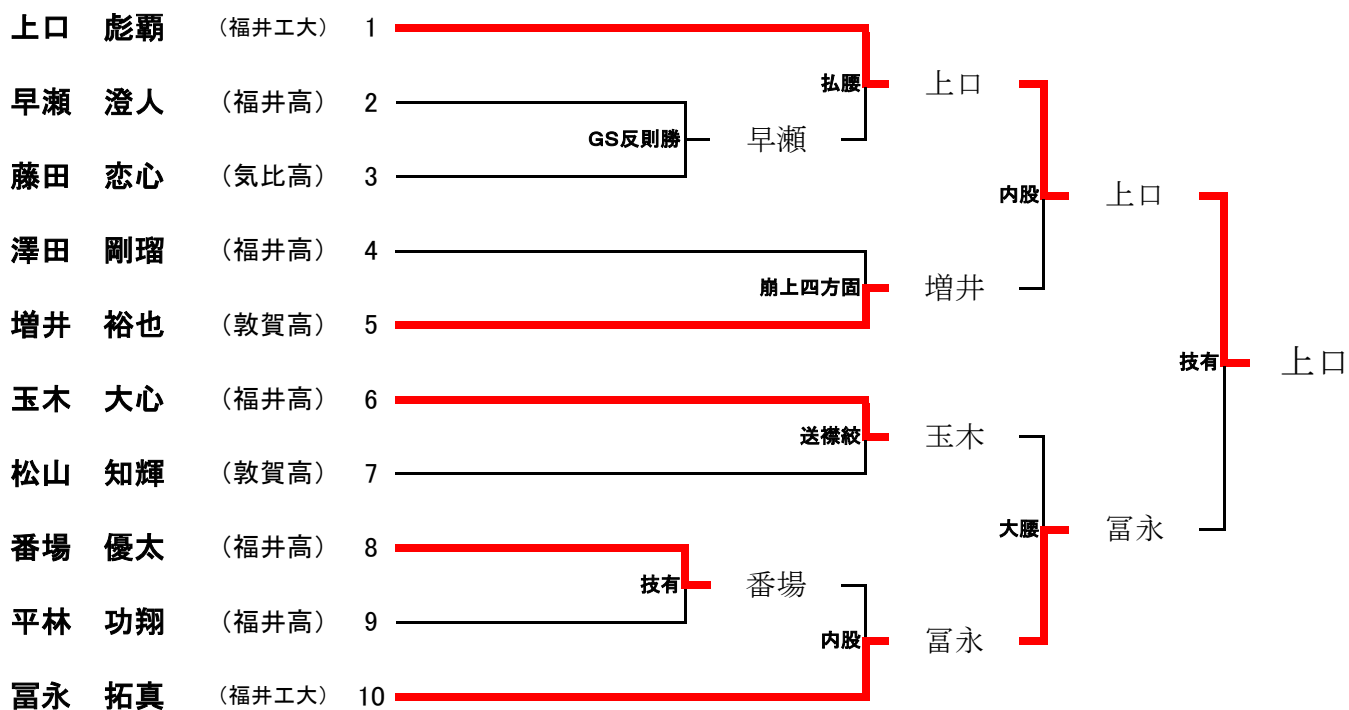 上口 彪覇 （福井工大） 1
払腰 上口
早瀬 澄人 （福井高） 2
GS反則勝 早瀬
藤田 恋心 （気比高） 3
内股 上口
澤田 剛瑠 （福井高） 4
崩上四方固 増井
増井 裕也 （敦賀高） 5
技有 上口
玉木 大心 （福井高） 6
送襟絞 玉木
松山 知輝 （敦賀高） 7
大腰 冨永
番場 優太 （福井高） 8
技有 番場
平林 功翔 （福井高） 9
内股 冨永
冨永 拓真 （福井工大） 10